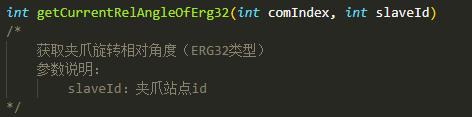 int getCurrentRelAngleOfErg32(int comIndex, int slaveId)
/*
获取夹爪旋转相对角度（ERG32类型）
参数说明：
slaveId：夹爪站点id
*/